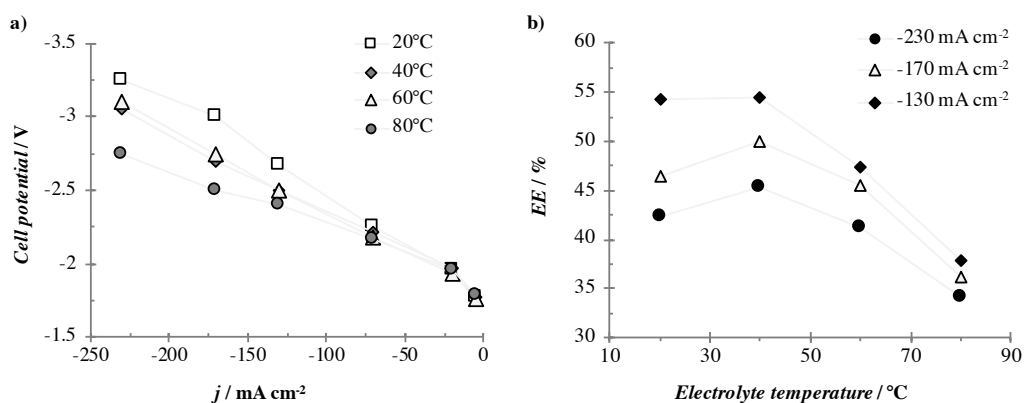 a)
-3.5
-3
-2.5
-2
-1.5
Cell potential / V
-250
-200
-150
-100
-50
0
j / mA cm-2
20°C
40°C
60°C
80°C
b)
60
55
50
45
40
35
30
EE / %
10
30
50
70
90
Electrolyte temperature / °C
-230 mA cm-2
-170 mA cm-2
-130 mA cm-2